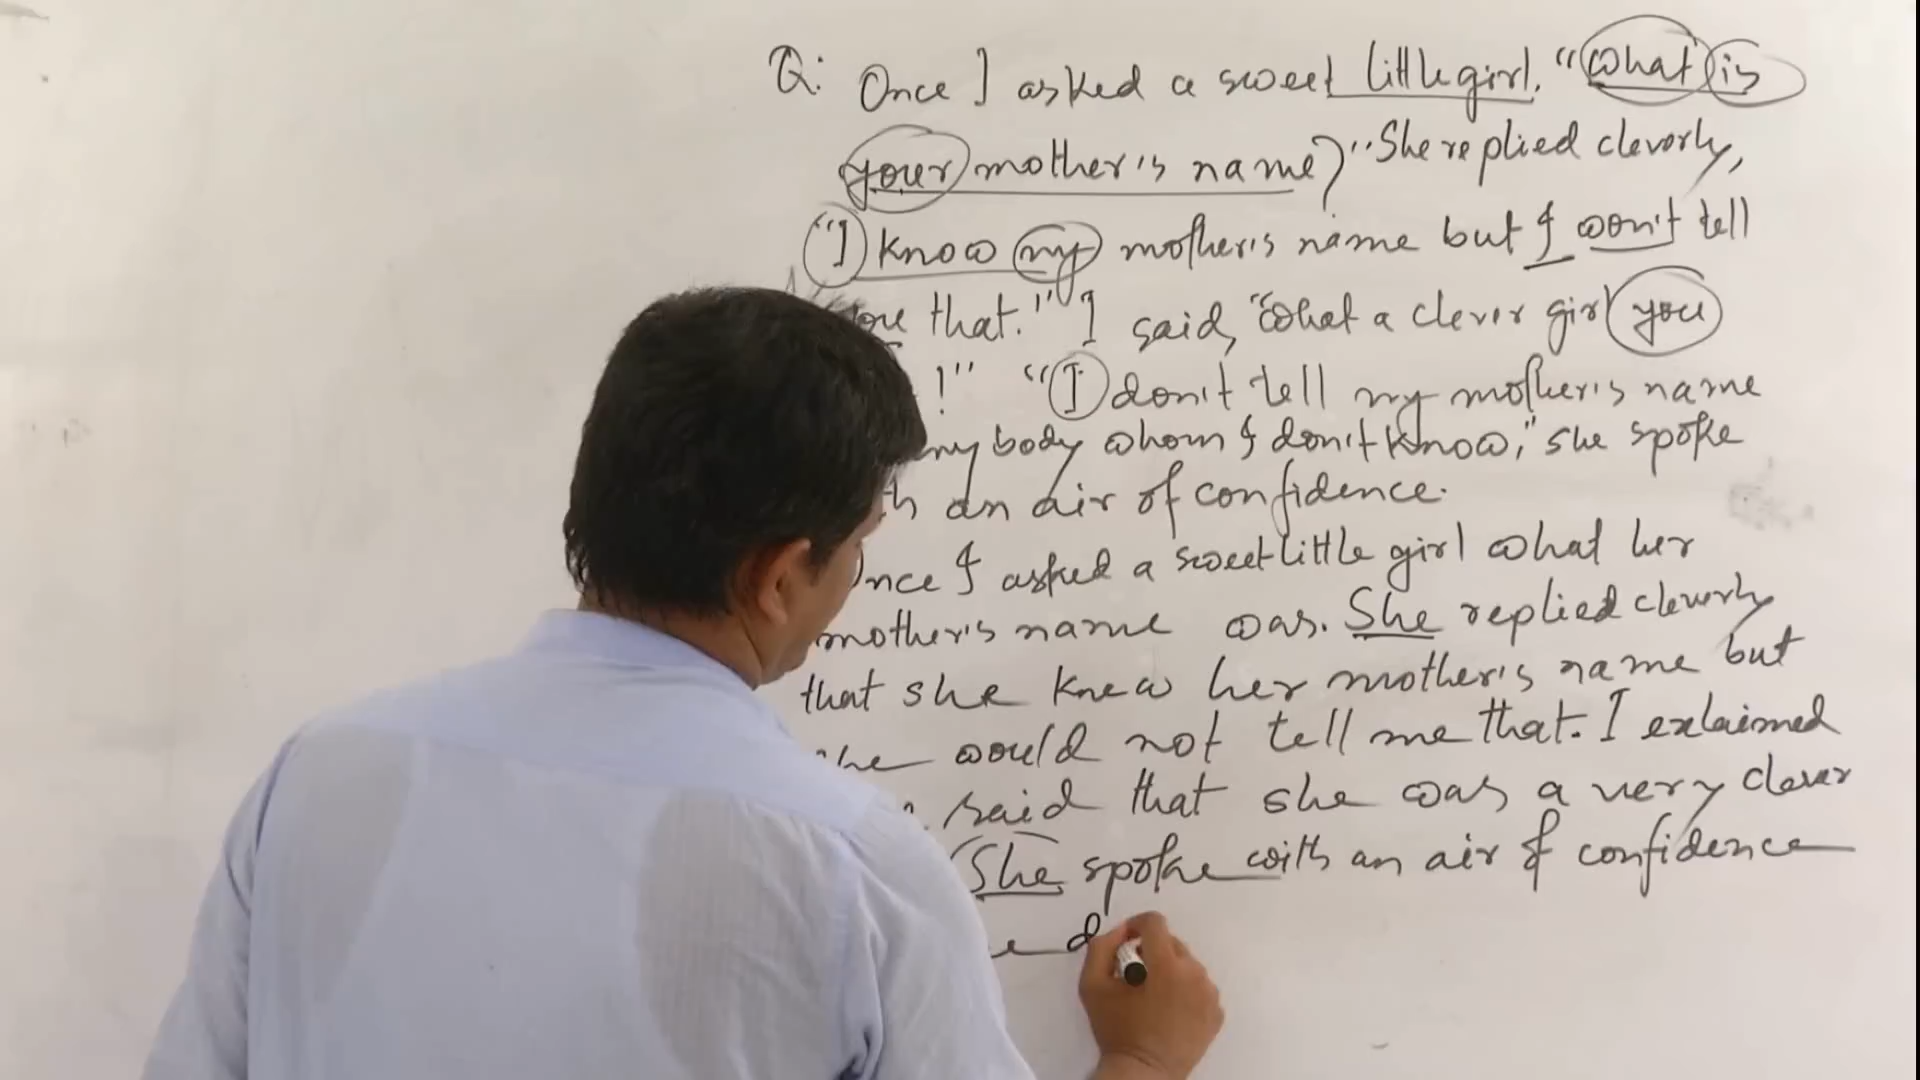 Q: Once I asked a sweet little girl, "What is
your mother's name?" She replied cleverly,
"I know my mother's name but I won't tell
that." I said, "What a clever girl you
!" "I don't tell my mother's name
body whom I don't know," she spoke
an air of confidence.
Once I asked a sweet little girl what her
mother's name was. She replied cleverly
that she knew her mother's name but
she would not tell me that. I exlaimed
said that she was a very clever
She spoke with an air of confidence